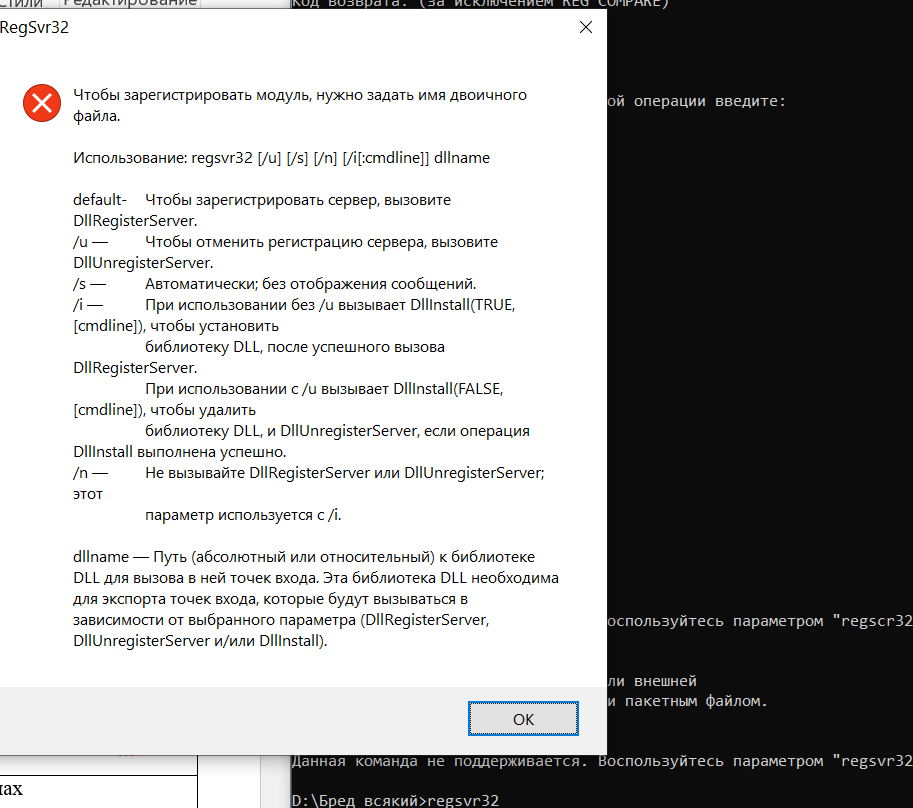 Стили
Редактирование
Код возврата: (за исключением REG COMPARE)
RegSvr32
Чтобы зарегистрировать модуль, нужно задать имя двоичного
файла.
Использование: regsvr32 [/u] [/s] [/n] [/i[:cmdline]] dllname
default- Чтобы зарегистрировать сервер, вызовите
DllRegisterServer.
/u — Чтобы отменить регистрацию сервера, вызовите
DllUnregisterServer.
/s — Автоматически; без отображения сообщений.
/i — При использовании без /u вызывает DllInstall(TRUE,
[cmdline]), чтобы установить
библиотеку DLL, после успешного вызова
DllRegisterServer.
При использовании с /u вызывает DllInstall(FALSE,
[cmdline]), чтобы удалить
библиотеку DLL, и DllUnregisterServer, если операция
DllInstall выполнена успешно.
/n — Не вызывайте DllRegisterServer или DllUnregisterServer;
этот
параметр используется с /i.
dllname — Путь (абсолютный или относительный) к библиотеке
DLL для вызова в ней точек входа. Эта библиотека DLL необходима
для экспорта точек входа, которые будут вызываться в
зависимости от выбранного параметра (DllRegisterServer,
DllUnregisterServer и/или DllInstall).
OK
ой операции введите:
оспользуйтесь параметром "regscr32
ли внешней
и пакетным файлом.
Данная команда не поддерживается. Воспользуйтесь параметром "regsvr32
D:\Бред всякий>regsvr32
лах